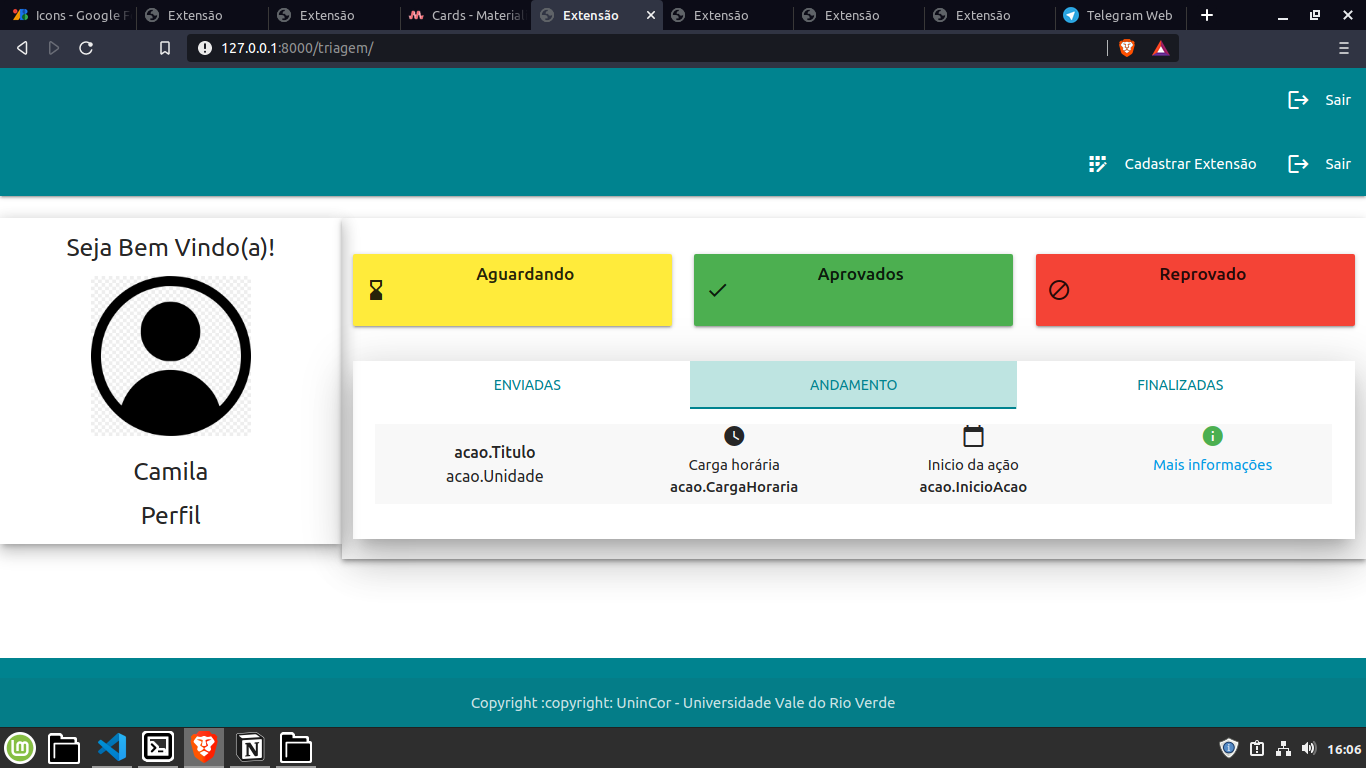 Icons - Google F
Extensão
Extensão
Cards - Material
Extensão
Extensão
Extensão
Extensão
Telegram Web
127.0.0.1:8000/triagem/
Sair
Cadastrar Extensão
Sair
Seja Bem Vindo(a)!
Camila
Perfil
Aguardando
Aprovados
Reprovado
ENVIADAS
ANDAMENTO
FINALIZADAS
acao.Titulo
acao.Unidade
Carga horária
acao.CargaHoraria
Inicio da ação
acao.InicioAcao
Mais informações
Copyright :copyright: UninCor - Universidade Vale do Rio Verde
16:06